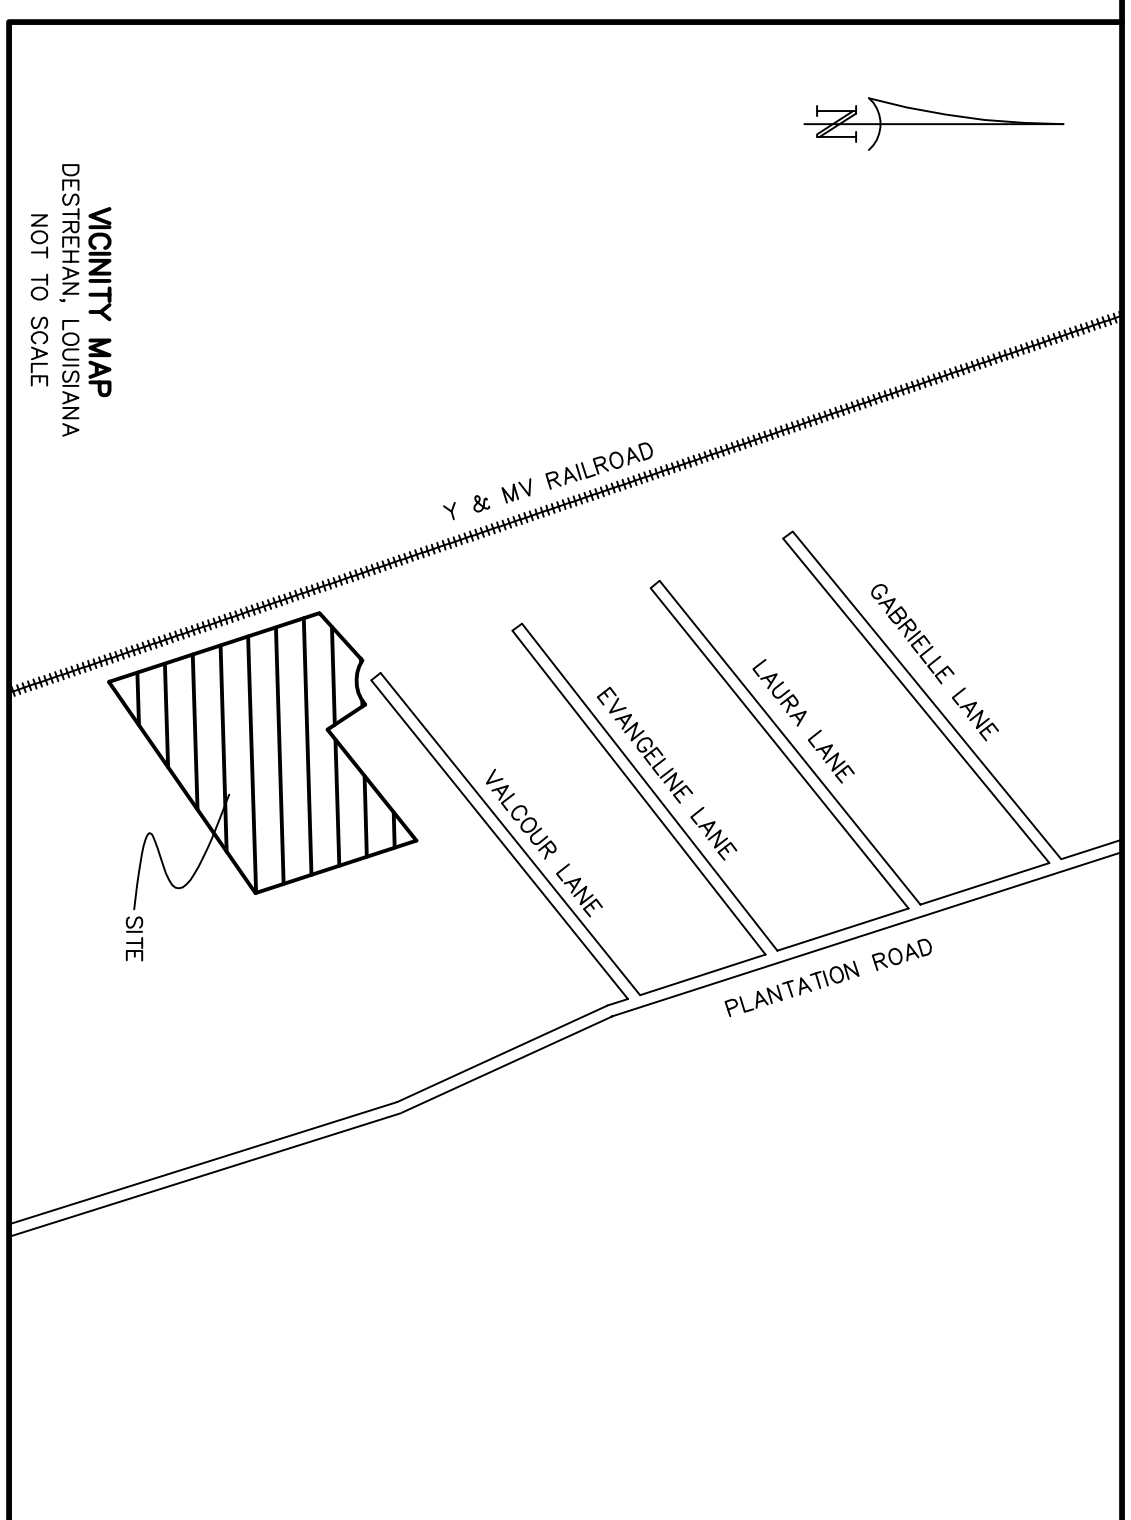 N
Y & MV RAILROAD
GABRIELLE LANE
LAURA LANE
EVANGELINE LANE
VALCOUR LANE
PLANTATION ROAD
SITE
VICINITY MAP
DESTREHAN, LOUISIANA
NOT TO SCALE